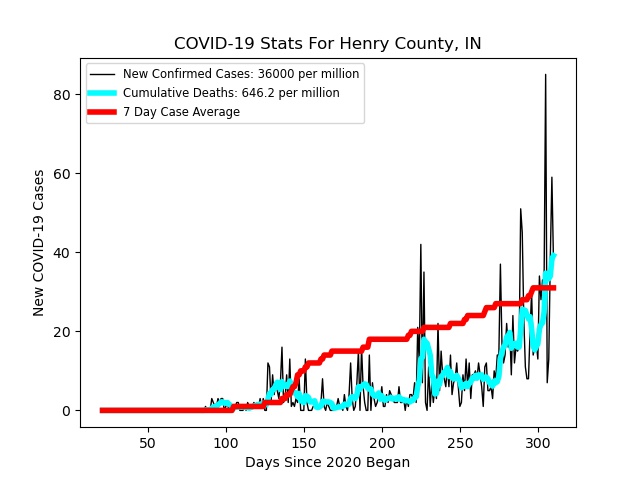 COVID-19 Stats For Henry County, IN
New Confirmed Cases: 36000 per million
Cumulative Deaths: 646.2 per million
7 Day Case Average
80
60
40
20
0
New COVID-19 Cases
50 100 150 200 250 300
Days Since 2020 Began